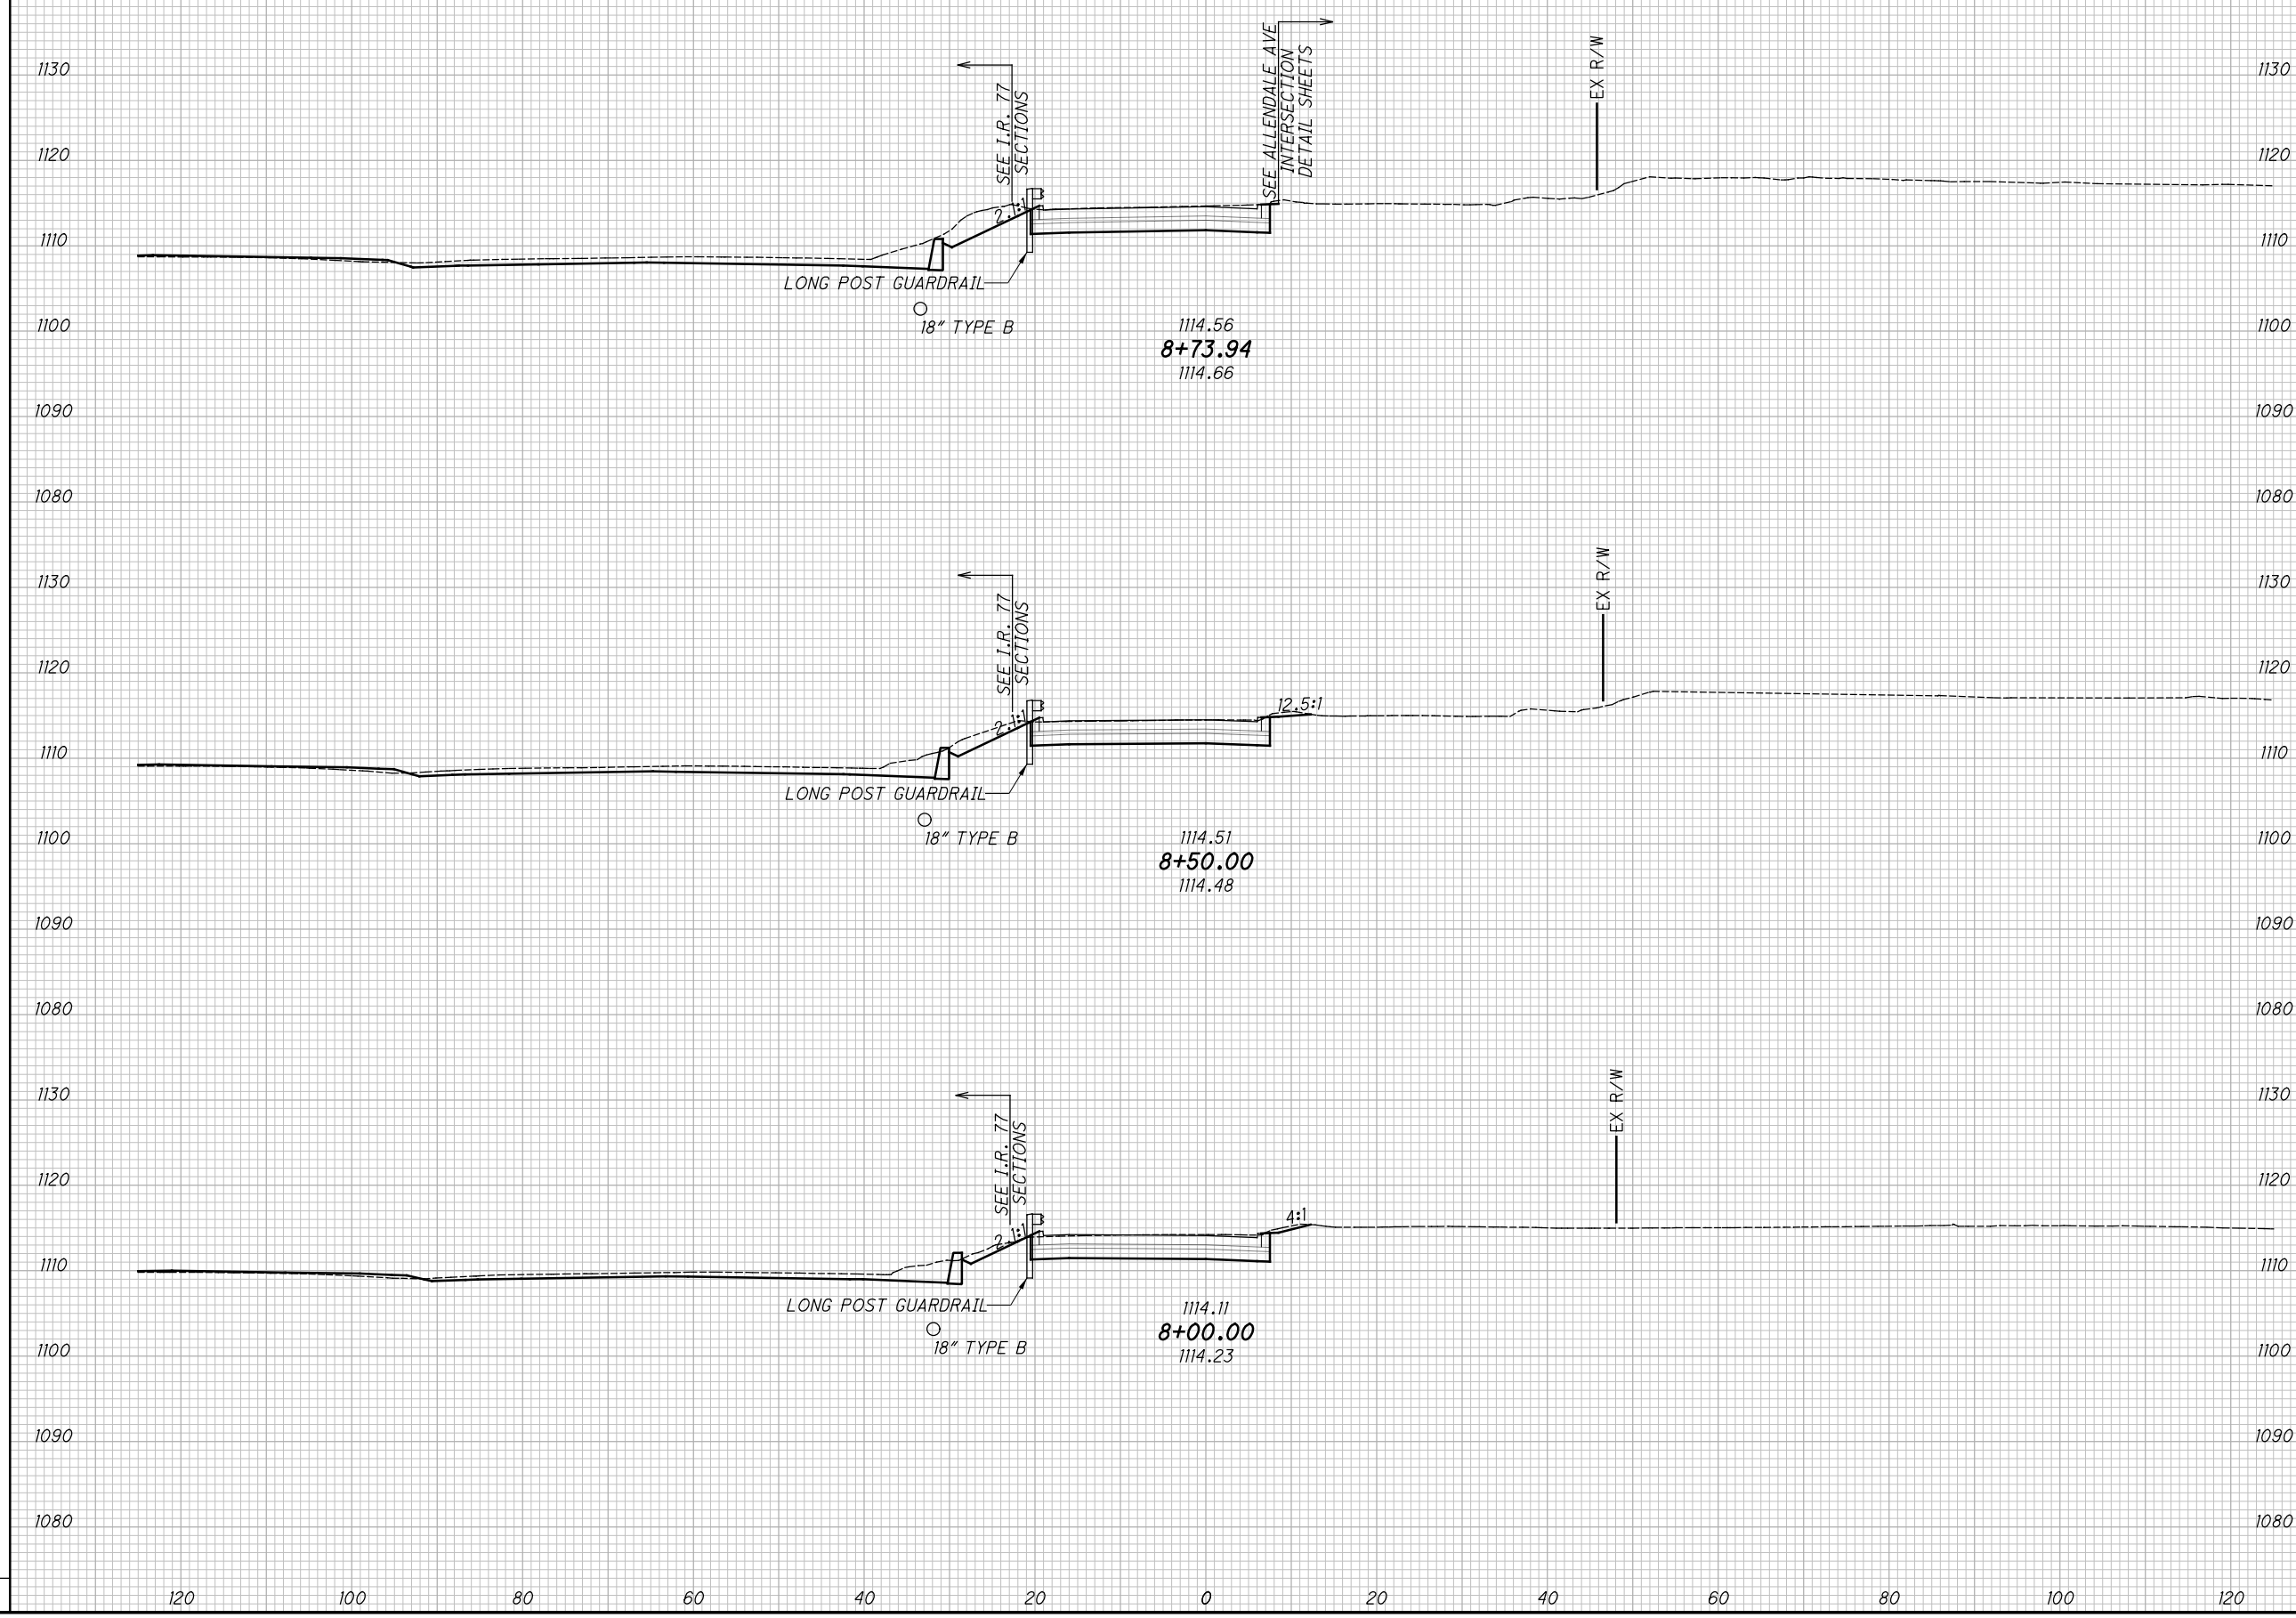 SEE ALLENDALE AVE
INTERSECTION
DETAIL SHEETS
EX R/W
1130 1130
SEE I.R. 77
SECTIONS
1120 1120
2:1
1110 1110
LONG POST GUARDRAIL
18" TYPE B
1100 1114.56 1100
8+73.94
1114.66
1090 1090
1080 1080
EX R/W
1130 1130
SEE I.R. 77
SECTIONS
1120 1120
2:1 12.5:1
1110 1110
LONG POST GUARDRAIL
18" TYPE B
1100 1114.51 1100
8+50.00
1114.48
1090 1090
1080 1080
EX R/W
1130 1130
SEE I.R. 77
SECTIONS
1120 1120
2:1 4:1
1110 1110
LONG POST GUARDRAIL
1114.11
8+00.00
18" TYPE B
1100 1114.23 1100
1090 1090
1080 1080
120 100 80 60 40 20 0 20 40 60 80 100 120